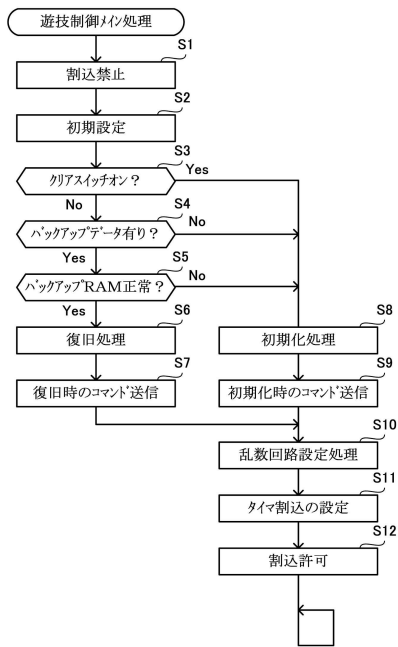 遊技制御メイン処理
S1
割込禁止
S2
初期設定
S3
クリアスイッチオン？
Yes
No
S4
バックアップデータ有り？
No
Yes
S5
バックアップRAM正常？
No
Yes
S6
復旧処理
S7
復旧時のコマンド送信
S8
初期化処理
S9
初期化時のコマンド送信
S10
乱数回路設定処理
S11
タイマ割込の設定
S12
割込許可